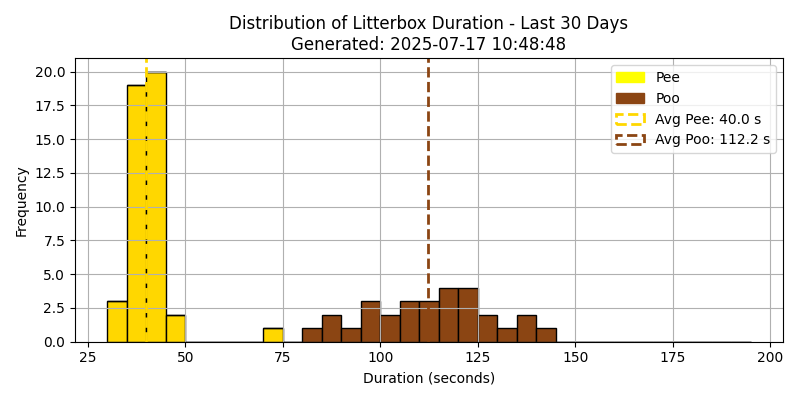 Distribution of Litterbox Duration - Last 30 Days
Generated: 2025-07-17 10:48:48
Pee
Poo
Avg Pee: 40.0 s
Avg Poo: 112.2 s
Frequency
20.0
17.5
15.0
12.5
10.0
7.5
5.0
2.5
0.0
25 50 75 100 125 150 175 200
Duration (seconds)